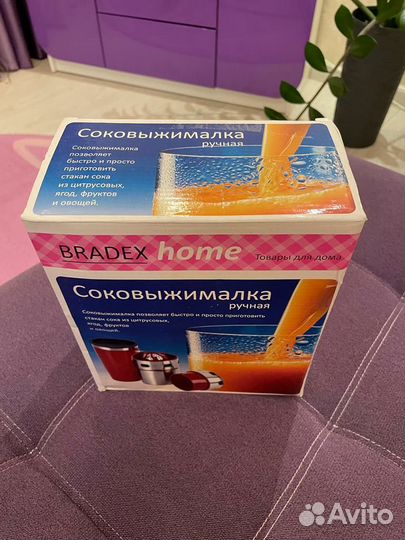 Соковыжималка
ручная
Соковыжималка
позволяет
быстро и просто
приготовить
стакан сока
из цитрусовых,
ягод, фруктов
и овощей.
BRADEX home
Товары для дома
Соковыжималка
ручная
Соковыжималка позволяет быстро и просто приготовить
стакан сока из цитрусовых,
ягод, фруктов
и овощей.
Avito